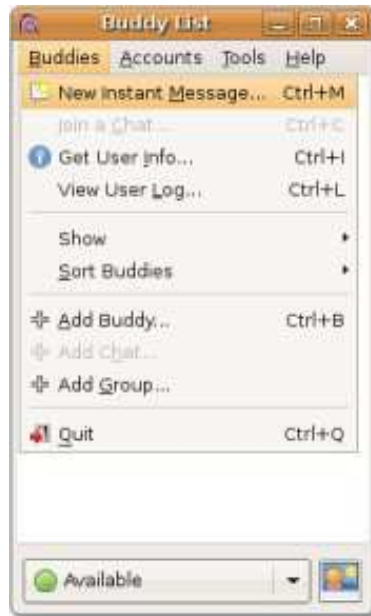 Buddy List
Buddies Accounts Tools Help
New Instant Message... Ctrl+M
Join a Chat... Ctrl+C
Get User Info... Ctrl+I
View User Log... Ctrl+L
Show
Sort Buddies
Add Buddy... Ctrl+B
Add Chat...
Add Group...
Quit Ctrl+Q
Available